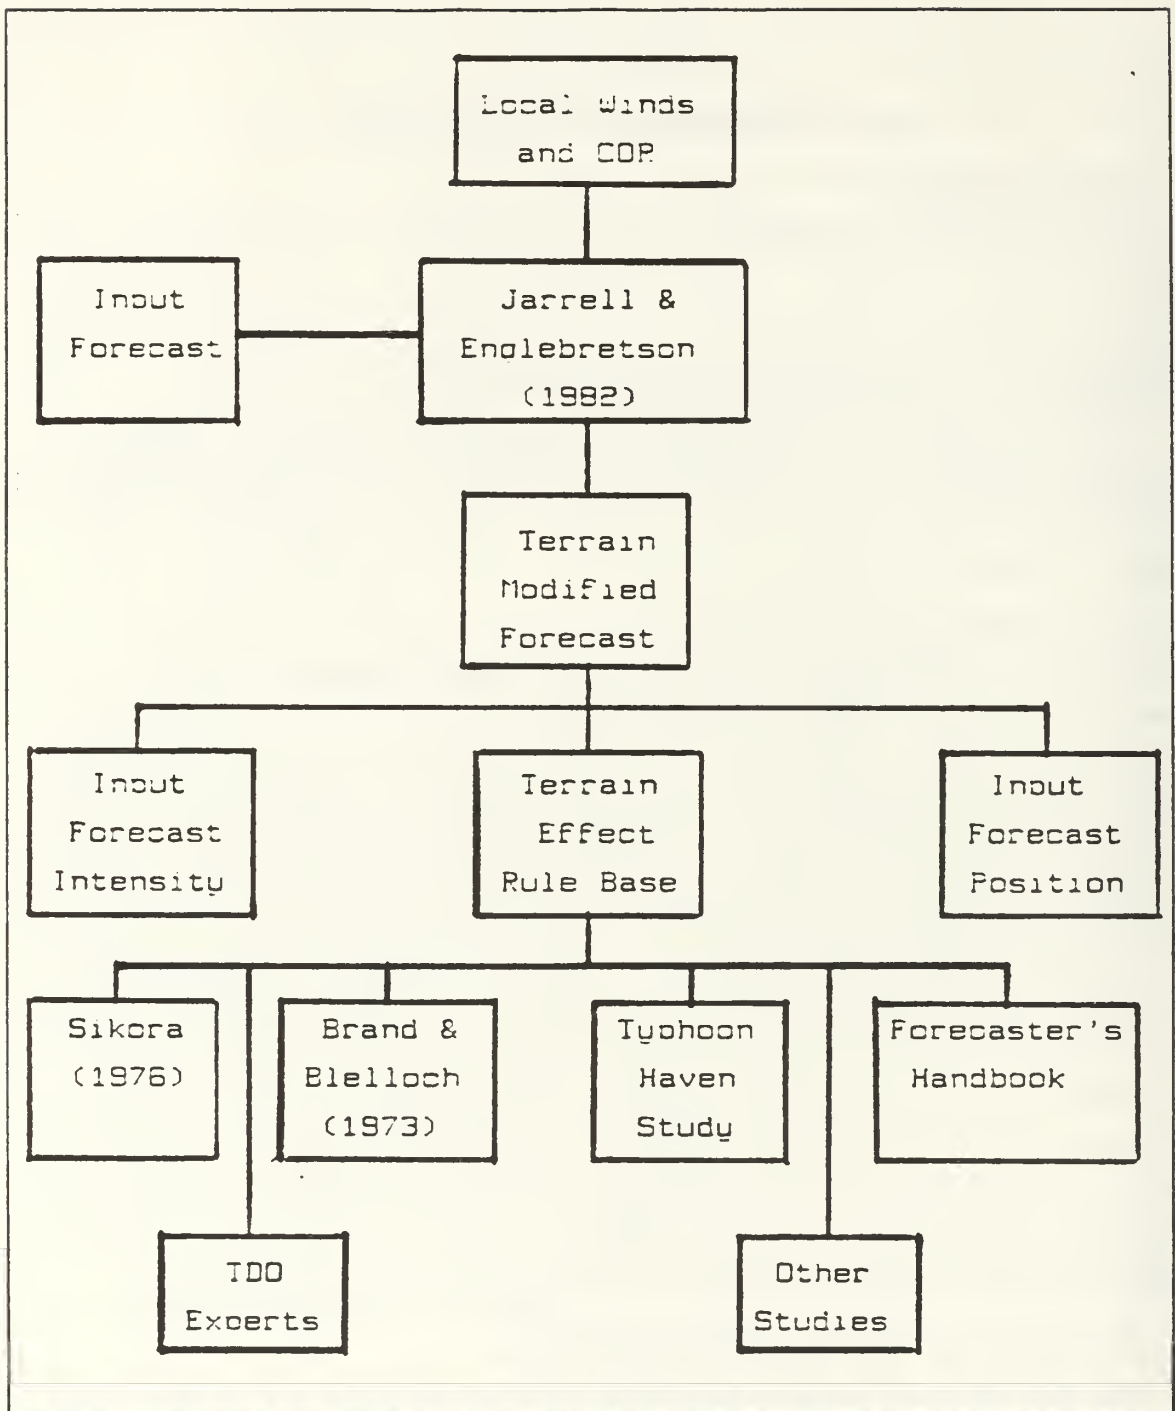 Local Winds
and COR
Input
Forecast
Jarrell &
Englebretson
(1982)
Terrain
Modified
Forecast
Input
Forecast
Intensity
Terrain
Effect
Rule Base
Input
Forecast
Position
Sikora
(1976)
Brand &
Blelloch
(1973)
Typhoon
Haven
Study
Forecaster's
Handbook
TDO
Experts
Other
Studies